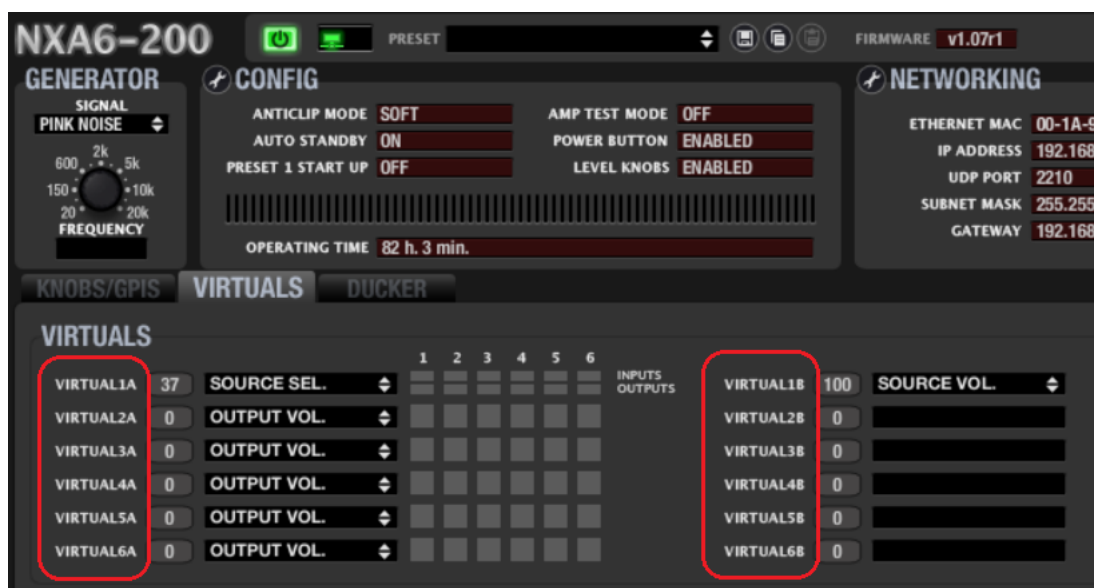 NXA6-200
PRESET
FIRMWARE v1.07r1
GENERATOR
SIGNAL
PINK NOISE
2k
600 5k
150 10k
20 20k
FREQUENCY
CONFIG
ANTICLIP MODE SOFT
AUTO STANDBY ON
PRESET 1 START UP OFF
AMP TEST MODE OFF
POWER BUTTON ENABLED
LEVEL KNOBS ENABLED
OPERATING TIME 82 h. 3 min.
NETWORKING
ETHERNET MAC 00-1A-9
IP ADDRESS 192.168
UDP PORT 2210
SUBNET MASK 255.255
GATEWAY 192.168
KNOBS/GPIS VIRTUALS DUCKER
VIRTUALS
1 2 3 4 5 6
INPUTS
OUTPUTS
VIRTUAL1A 37 SOURCE SEL.
VIRTUAL2A 0 OUTPUT VOL.
VIRTUAL3A 0 OUTPUT VOL.
VIRTUAL4A 0 OUTPUT VOL.
VIRTUAL5A 0 OUTPUT VOL.
VIRTUAL6A 0 OUTPUT VOL.
VIRTUAL1B 100 SOURCE VOL.
VIRTUAL2B 0
VIRTUAL3B 0
VIRTUAL4B 0
VIRTUAL5B 0
VIRTUAL6B 0